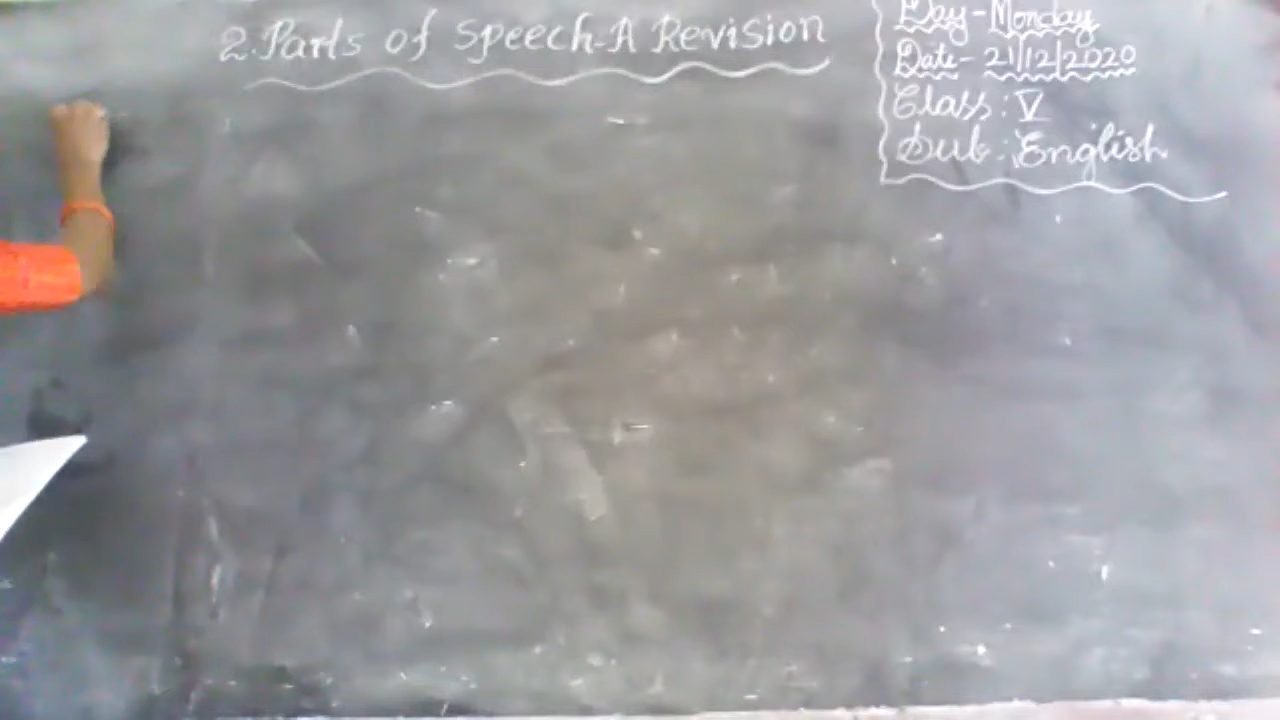 2. Parts of Speech-A Revision
Day-Monday
Date- 21/12/2020
Class: V
Sub: English